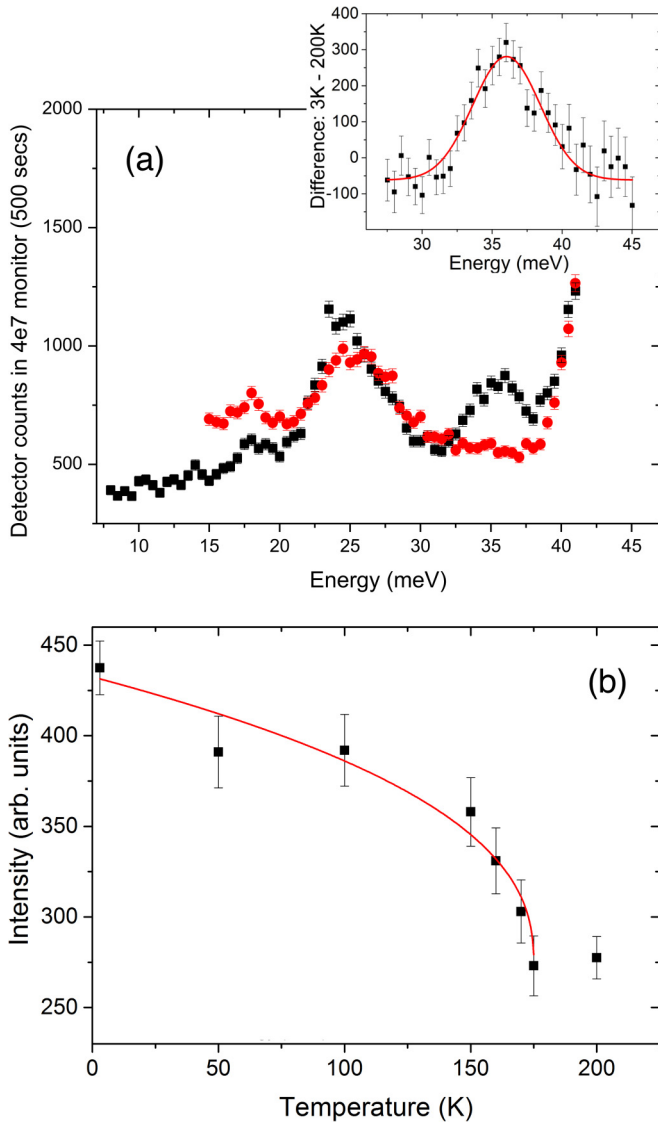 400
300
200
100
0
-100
Difference: 3K - 200K
30 35 40 45
Energy (meV)
(a)
2000
1500
1000
500
Detector counts in 4e7 monitor (500 secs)
10 15 20 25 30 35 40 45
Energy (meV)
(b)
450
400
350
300
250
Intensity (arb. units)
0 50 100 150 200
Temperature (K)